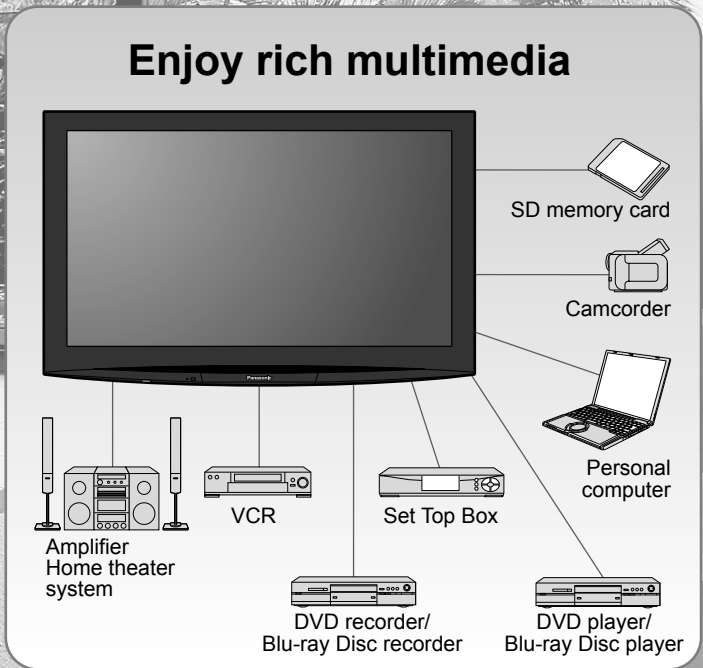 Enjoy rich multimedia
Panasonic
SD memory card
Camcorder
Personal
computer
Amplifier
Home theater
system
VCR
Set Top Box
DVD recorder/
Blu-ray Disc recorder
DVD player/
Blu-ray Disc player